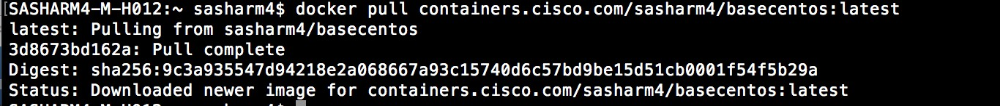 [SASHARM4-M-H012:~ sasharm4$ docker pull containers.cisco.com/sasharm4/basecentos:latest
latest: Pulling from sasharm4/basecentos
3d8673bd162a: Pull complete
Digest: sha256:9c3a935547d94218e2a068667a93c15740d6c57bd9be15d51cb0001f54f5b29a
Status: Downloaded newer image for containers.cisco.com/sasharm4/basecentos:latest